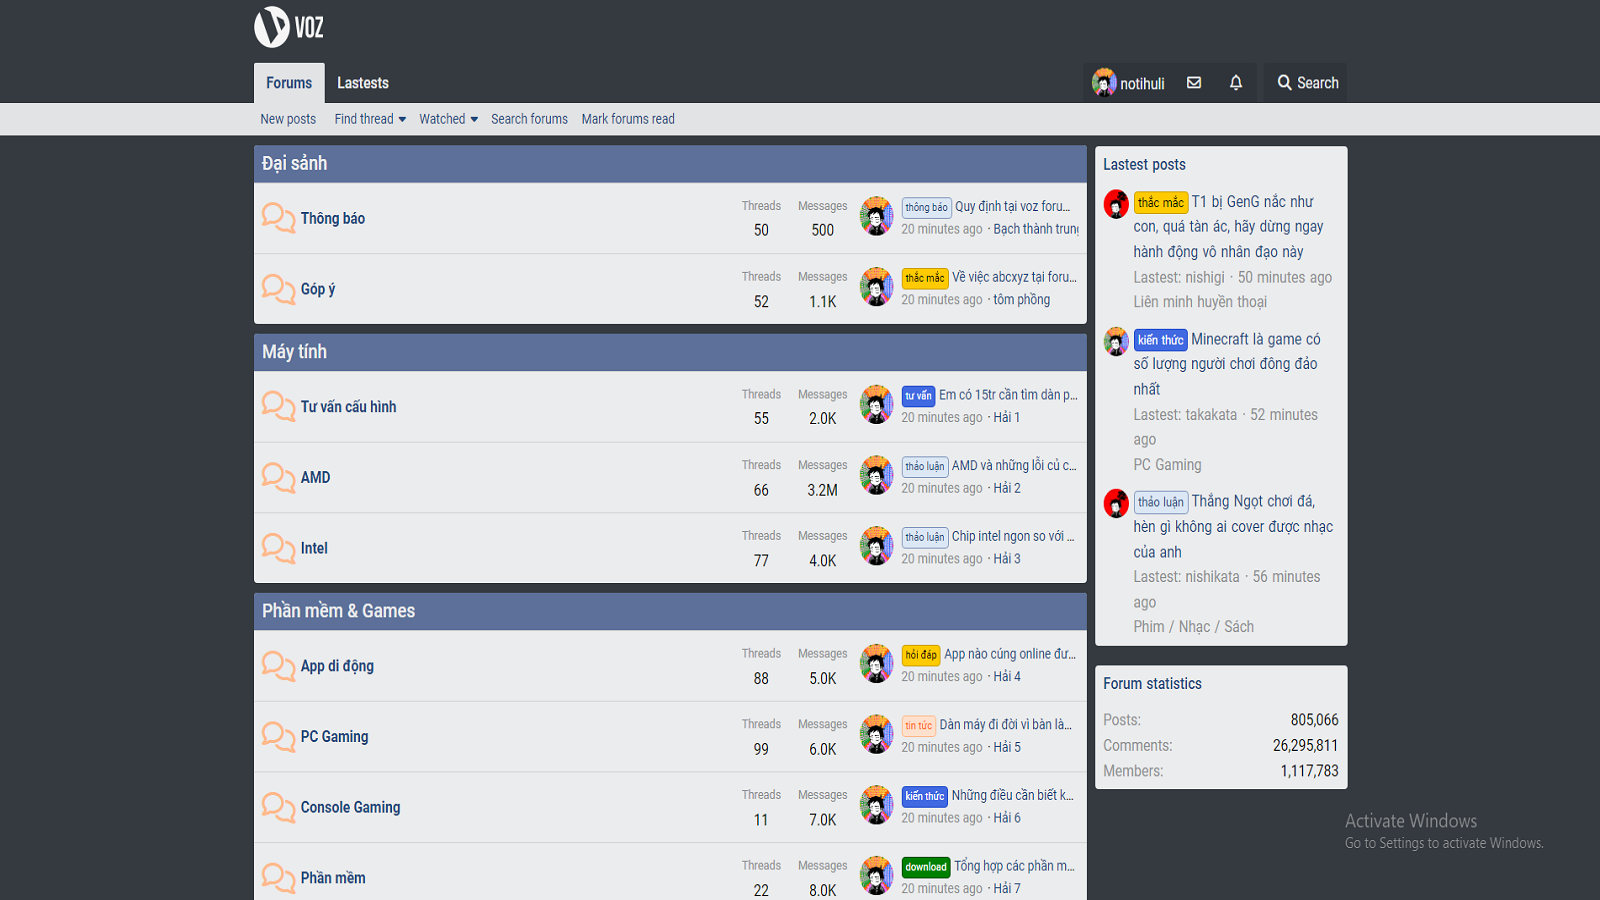 VOZ
Forums Lastests notihuli Search
New posts Find thread Watched Search forums Mark forums read
Đại sảnh
Thông báo
Threads Messages
50 500
thông báo Quy định tại voz foru...
20 minutes ago · Bạch thành trung
Góp ý
Threads Messages
52 1.1K
thắc mắc Về việc abcxyz tại foru...
20 minutes ago · tôm phồng
Máy tính
Tư vấn cấu hình
Threads Messages
55 2.0K
tư vấn Em có 15tr cần tìm dàn p...
20 minutes ago · Hải 1
AMD
Threads Messages
66 3.2M
thảo luận AMD và những lỗi củ c...
20 minutes ago · Hải 2
Intel
Threads Messages
77 4.0K
thảo luận Chip intel ngon so với ...
20 minutes ago · Hải 3
Phần mềm & Games
App di động
Threads Messages
88 5.0K
hỏi đáp App nào cúng online đư...
20 minutes ago · Hải 4
PC Gaming
Threads Messages
99 6.0K
tin tức Dàn máy đi đời vì bàn là...
20 minutes ago · Hải 5
Console Gaming
Threads Messages
11 7.0K
kiến thức Những điều cần biết k...
20 minutes ago · Hải 6
Phần mềm
Threads Messages
22 8.0K
download Tổng hợp các phần m...
20 minutes ago · Hải 7
Lastest posts
thắc mắc T1 bị GenG nắc như
con, quá tàn ác, hãy dừng ngay
hành động vô nhân đạo này
Lastest: nishigi · 50 minutes ago
Liên minh huyền thoại
kiến thức Minecraft là game có
số lượng người chơi đông đảo
nhất
Lastest: takakata · 52 minutes
ago
PC Gaming
thảo luận Thắng Ngọt chơi đá,
hèn gì không ai cover được nhạc
của anh
Lastest: nishikata · 56 minutes
ago
Phim / Nhạc / Sách
Forum statistics
Posts: 805,066
Comments: 26,295,811
Members: 1,117,783
Activate Windows
Go to Settings to activate Windows.